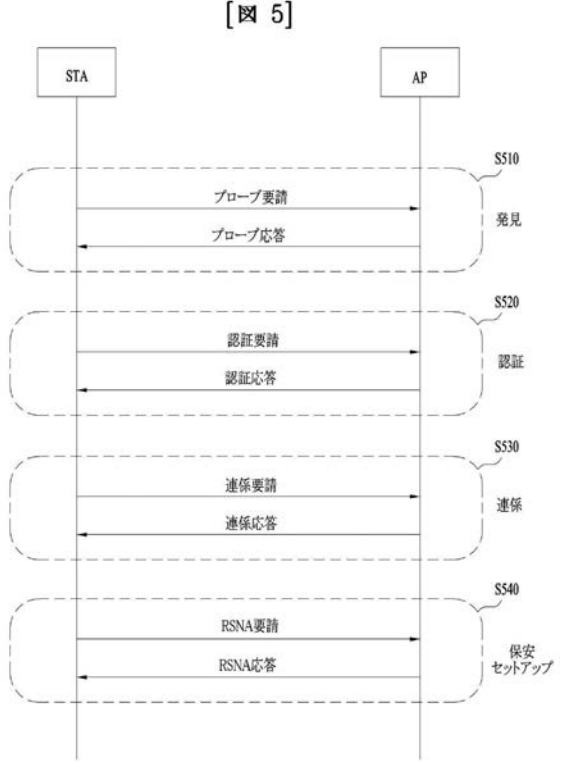 [図 5]
STA
AP
S510
プローブ要請
発見
プローブ応答
S520
認証要請
認証
認証応答
S530
連係要請
連係
連係応答
S540
RSNA要請
保安
セットアップ
RSNA応答